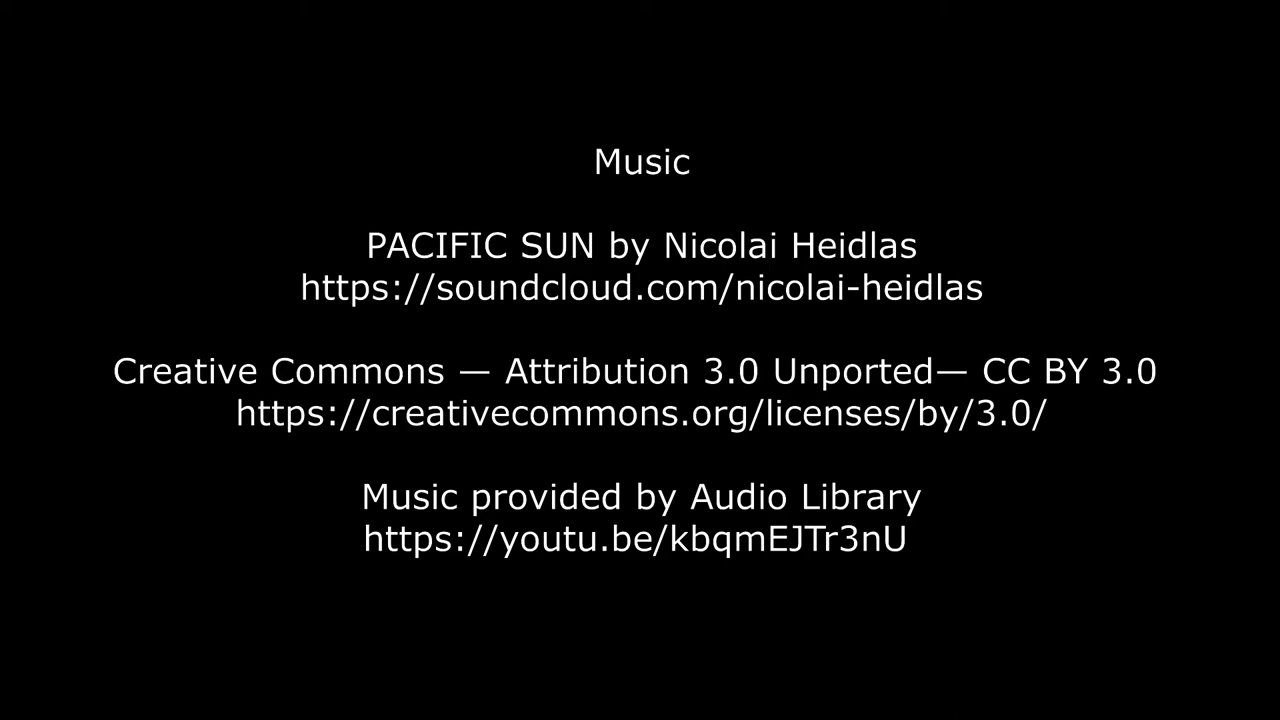 Music
PACIFIC SUN by Nicolai Heidlas
https://soundcloud.com/nicolai-heidlas
Creative Commons — Attribution 3.0 Unported— CC BY 3.0
https://creativecommons.org/licenses/by/3.0/
Music provided by Audio Library
https://youtu.be/kbqmEJTr3nU